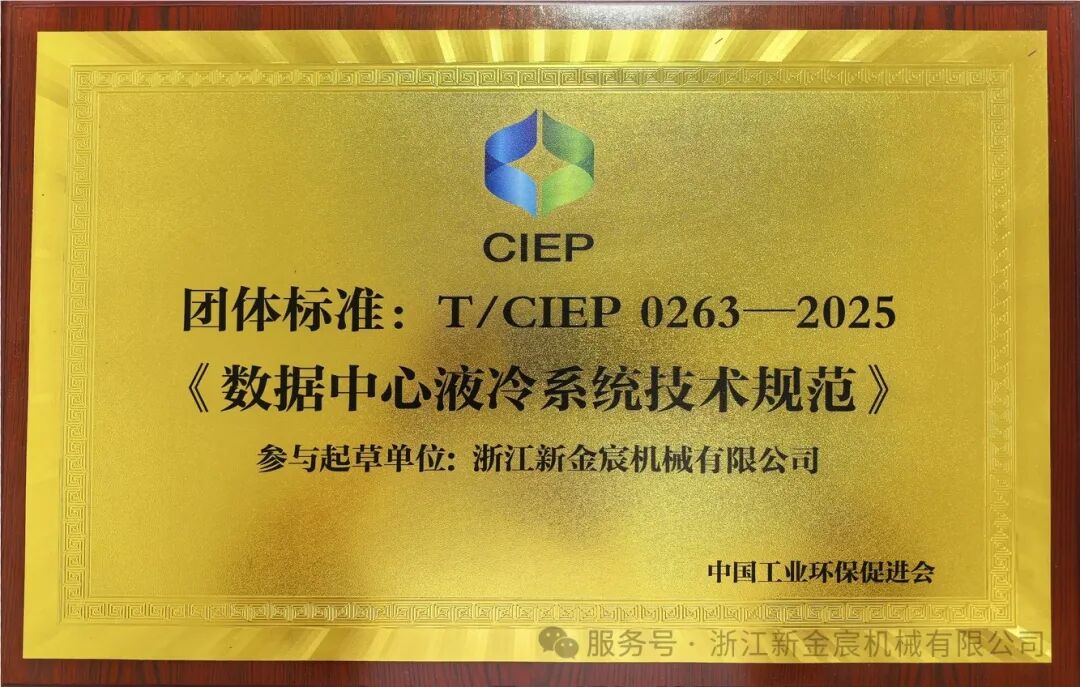 CIEP
团体标准：T/CIEP 0263—2025
《数据中心液冷系统技术规范》
参与起草单位：浙江新金宸机械有限公司
中国工业环保促进会
服务号·浙江新金宸机械有限公司